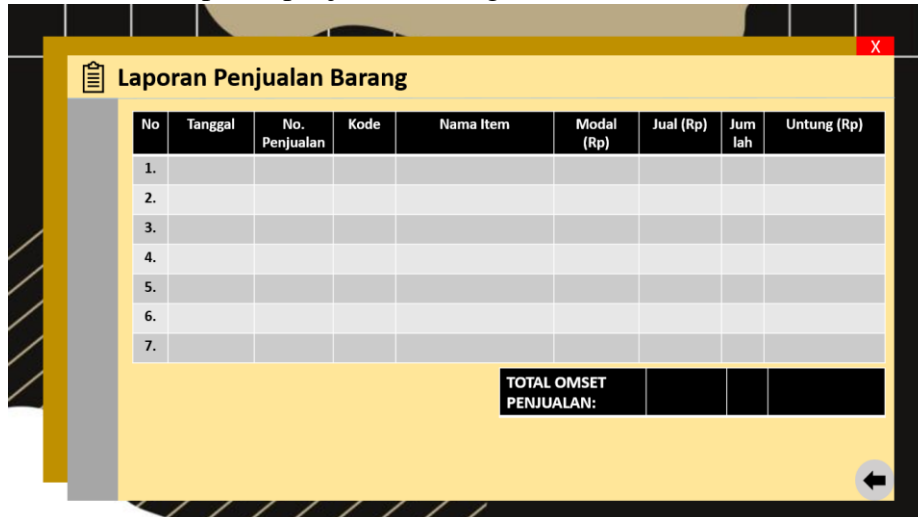 X
Laporan Penjualan Barang
No Tanggal No. Penjualan Kode Nama Item Modal (Rp) Jual (Rp) Jum lah Untung (Rp)
1.
2.
3.
4.
5.
6.
7.
TOTAL OMSET
PENJUALAN: